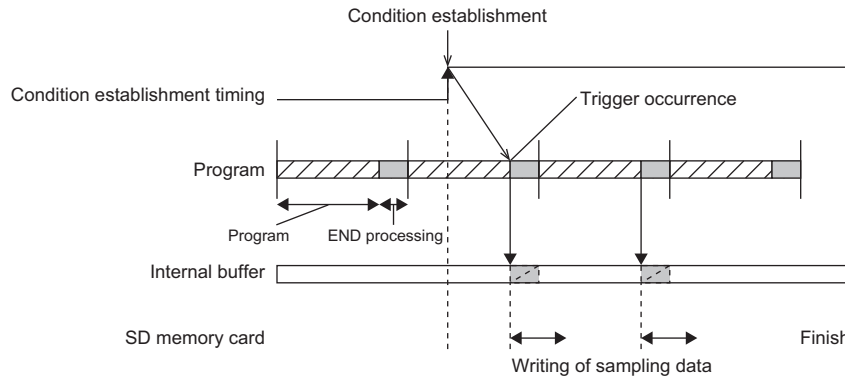 Condition establishment
Condition establishment timing
Trigger occurrence
Program
Program
END processing
Internal buffer
SD memory card
Finish
Writing of sampling data